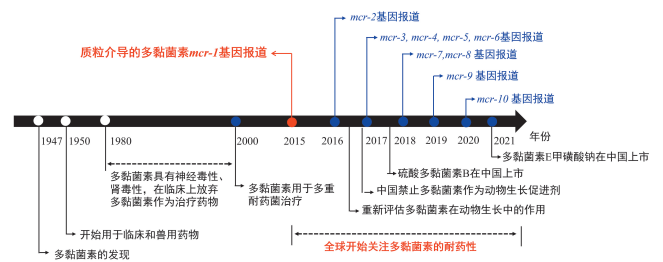 mcr-2基因报道
mcr-3, mcr-4, mcr-5, mcr-6基因报道
质粒介导的多黏菌素mcr-1基因报道
mcr-7,mcr-8 基因报道
mcr-9 基因报道
mcr-10 基因报道
1947 1950 1980 2000 2015 2016 2017 2018 2019 2020 2021 年份
多黏菌素E甲磺酸钠在中国上市
多黏菌素具有神经毒性、
肾毒性，在临床上放弃
多黏菌素作为治疗药物
硫酸多黏菌素B在中国上市
多黏菌素用于多重
耐药菌治疗
中国禁止多黏菌素作为动物生长促进剂
重新评估多黏菌素在动物生长中的作用
开始用于临床和兽用药物
全球开始关注多黏菌素的耐药性
多黏菌素的发现